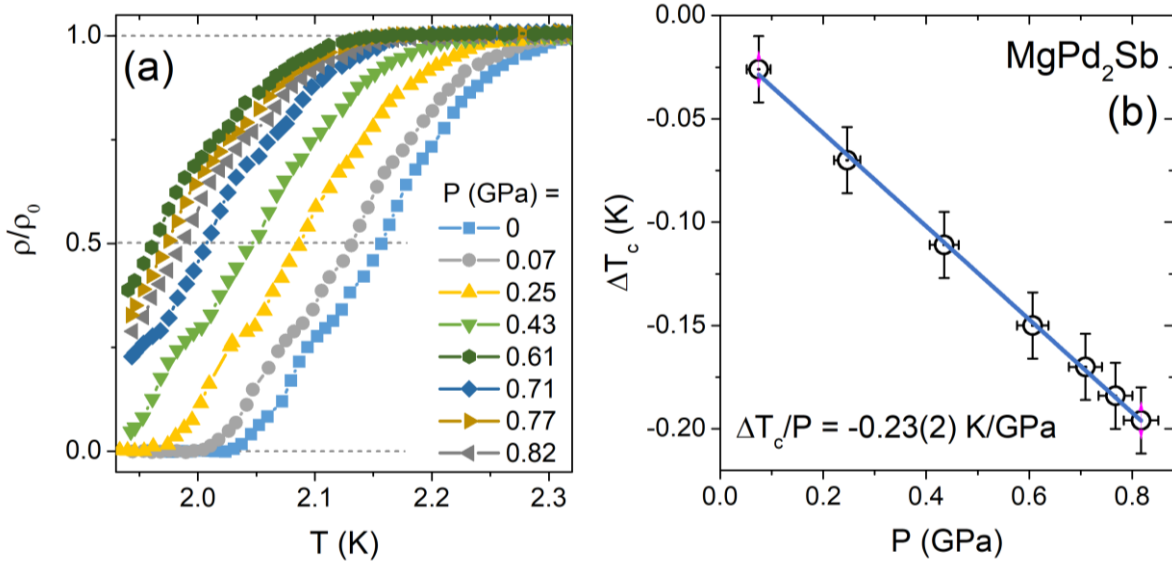 (a)
ρ/ρ₀
1.0
0.5
0.0
2.0
2.1
2.2
2.3
T (K)
P (GPa) =
0
0.07
0.25
0.43
0.61
0.71
0.77
0.82
MgPd₂Sb
(b)
ΔT_c (K)
0.00
-0.05
-0.10
-0.15
-0.20
ΔT_c/P = -0.23(2) K/GPa
0.0
0.2
0.4
0.6
0.8
P (GPa)